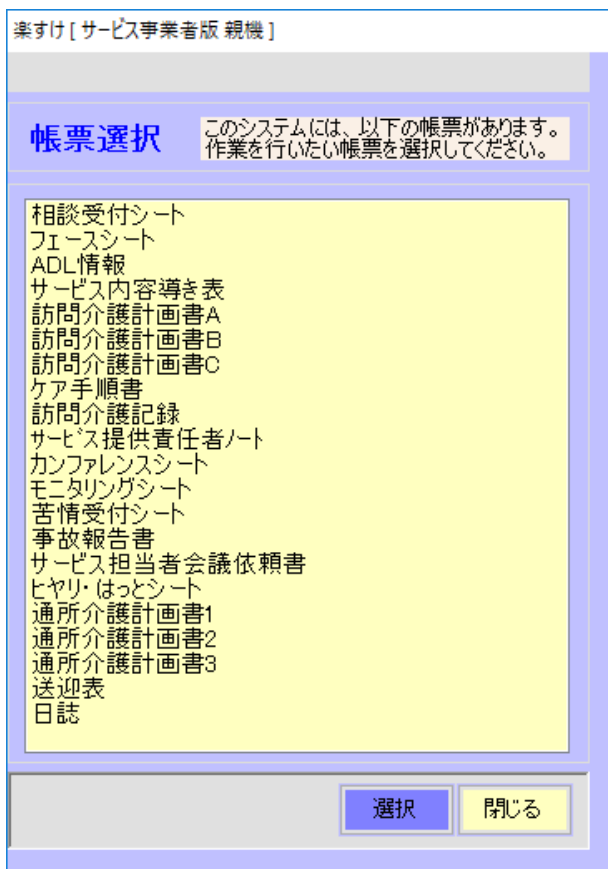 楽すけ [ サービス事業者版 親機 ]
帳票選択
このシステムには、以下の帳票があります。
作業を行いたい帳票を選択してください。
相談受付シート
フェースシート
ADL情報
サービス内容導き表
訪問介護計画書A
訪問介護計画書B
訪問介護計画書C
ケア手順書
訪問介護記録
サービス提供責任者ノート
カンファレンスシート
モニタリングシート
苦情受付シート
事故報告書
サービス担当者会議依頼書
ヒヤリ・はっとシート
通所介護計画書1
通所介護計画書2
通所介護計画書3
送迎表
日誌
選択
閉じる